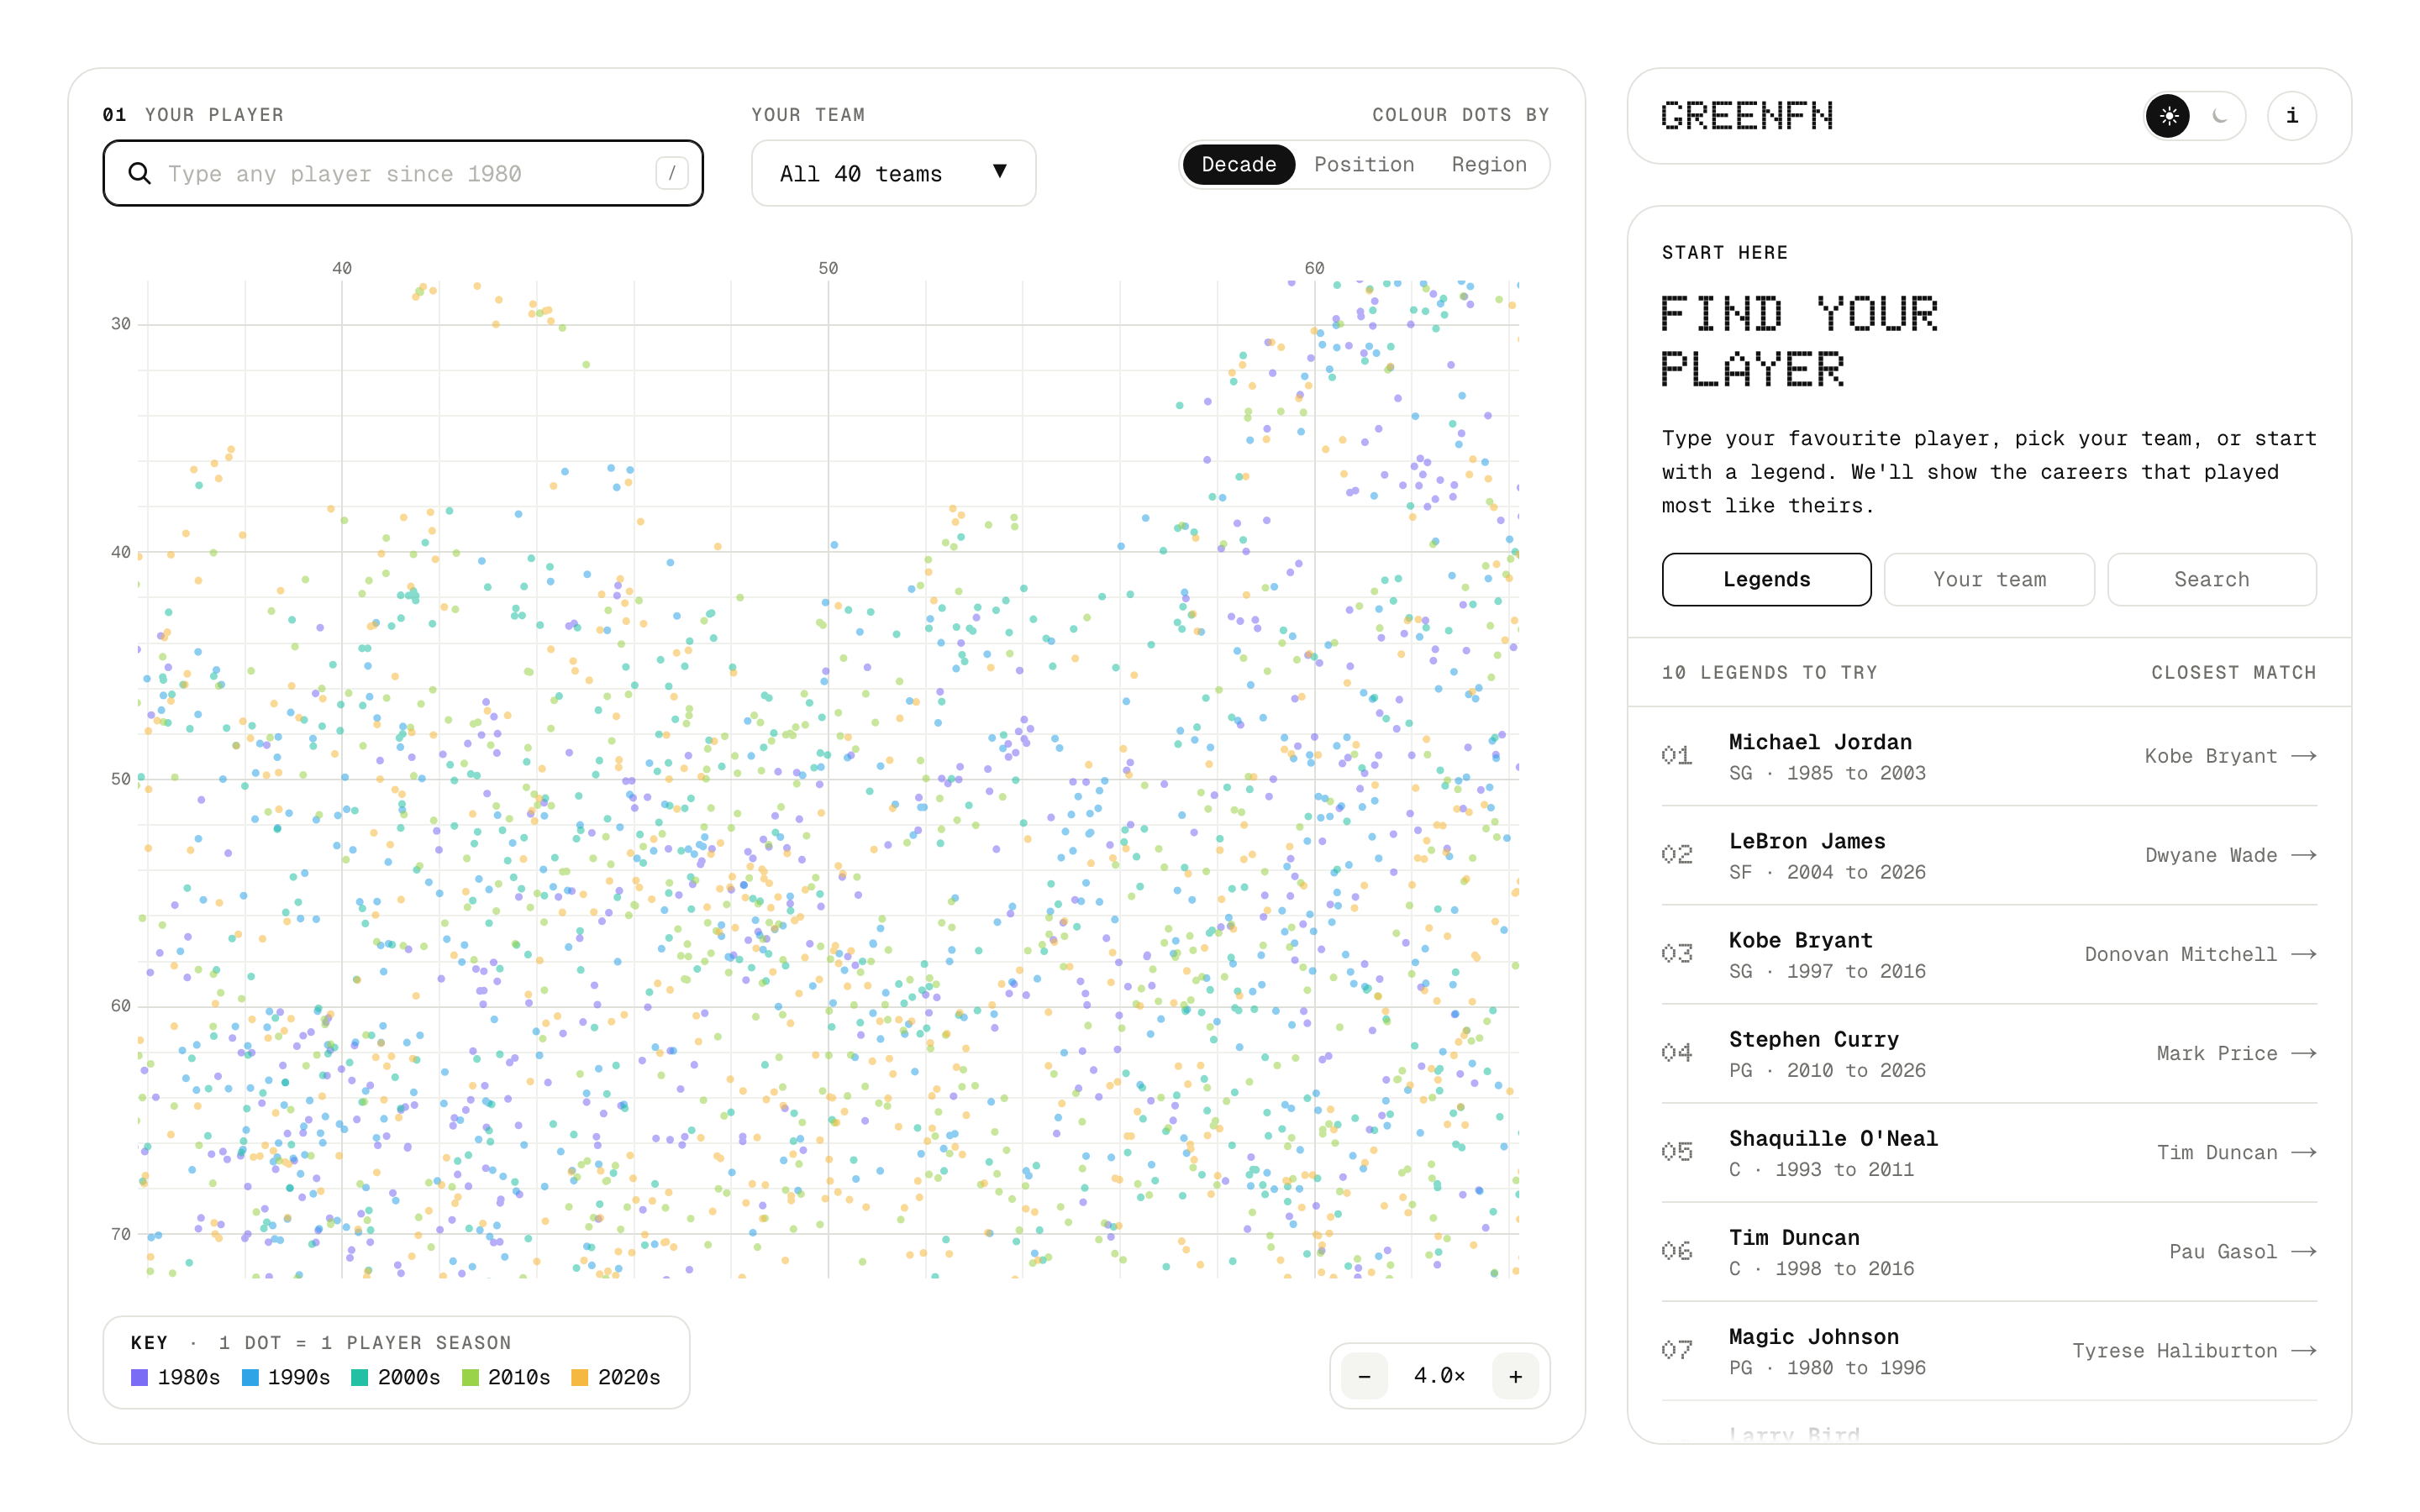 01 YOUR PLAYER
Type any player since 1980
/
YOUR TEAM
All 40 teams ▼
COLOUR DOTS BY
Decade Position Region
40 50 60
30
40
50
60
70
KEY · 1 DOT = 1 PLAYER SEASON
1980s 1990s 2000s 2010s 2020s
− 4.0× +
GREENFN
i
START HERE
FIND YOUR
PLAYER
Type your favourite player, pick your team, or start
with a legend. We'll show the careers that played
most like theirs.
Legends Your team Search
10 LEGENDS TO TRY CLOSEST MATCH
01 Michael Jordan Kobe Bryant →
SG · 1985 to 2003
02 LeBron James Dwyane Wade →
SF · 2004 to 2026
03 Kobe Bryant Donovan Mitchell →
SG · 1997 to 2016
04 Stephen Curry Mark Price →
PG · 2010 to 2026
05 Shaquille O'Neal Tim Duncan →
C · 1993 to 2011
06 Tim Duncan Pau Gasol →
C · 1998 to 2016
07 Magic Johnson Tyrese Haliburton →
PG · 1980 to 1996
Larry Bird